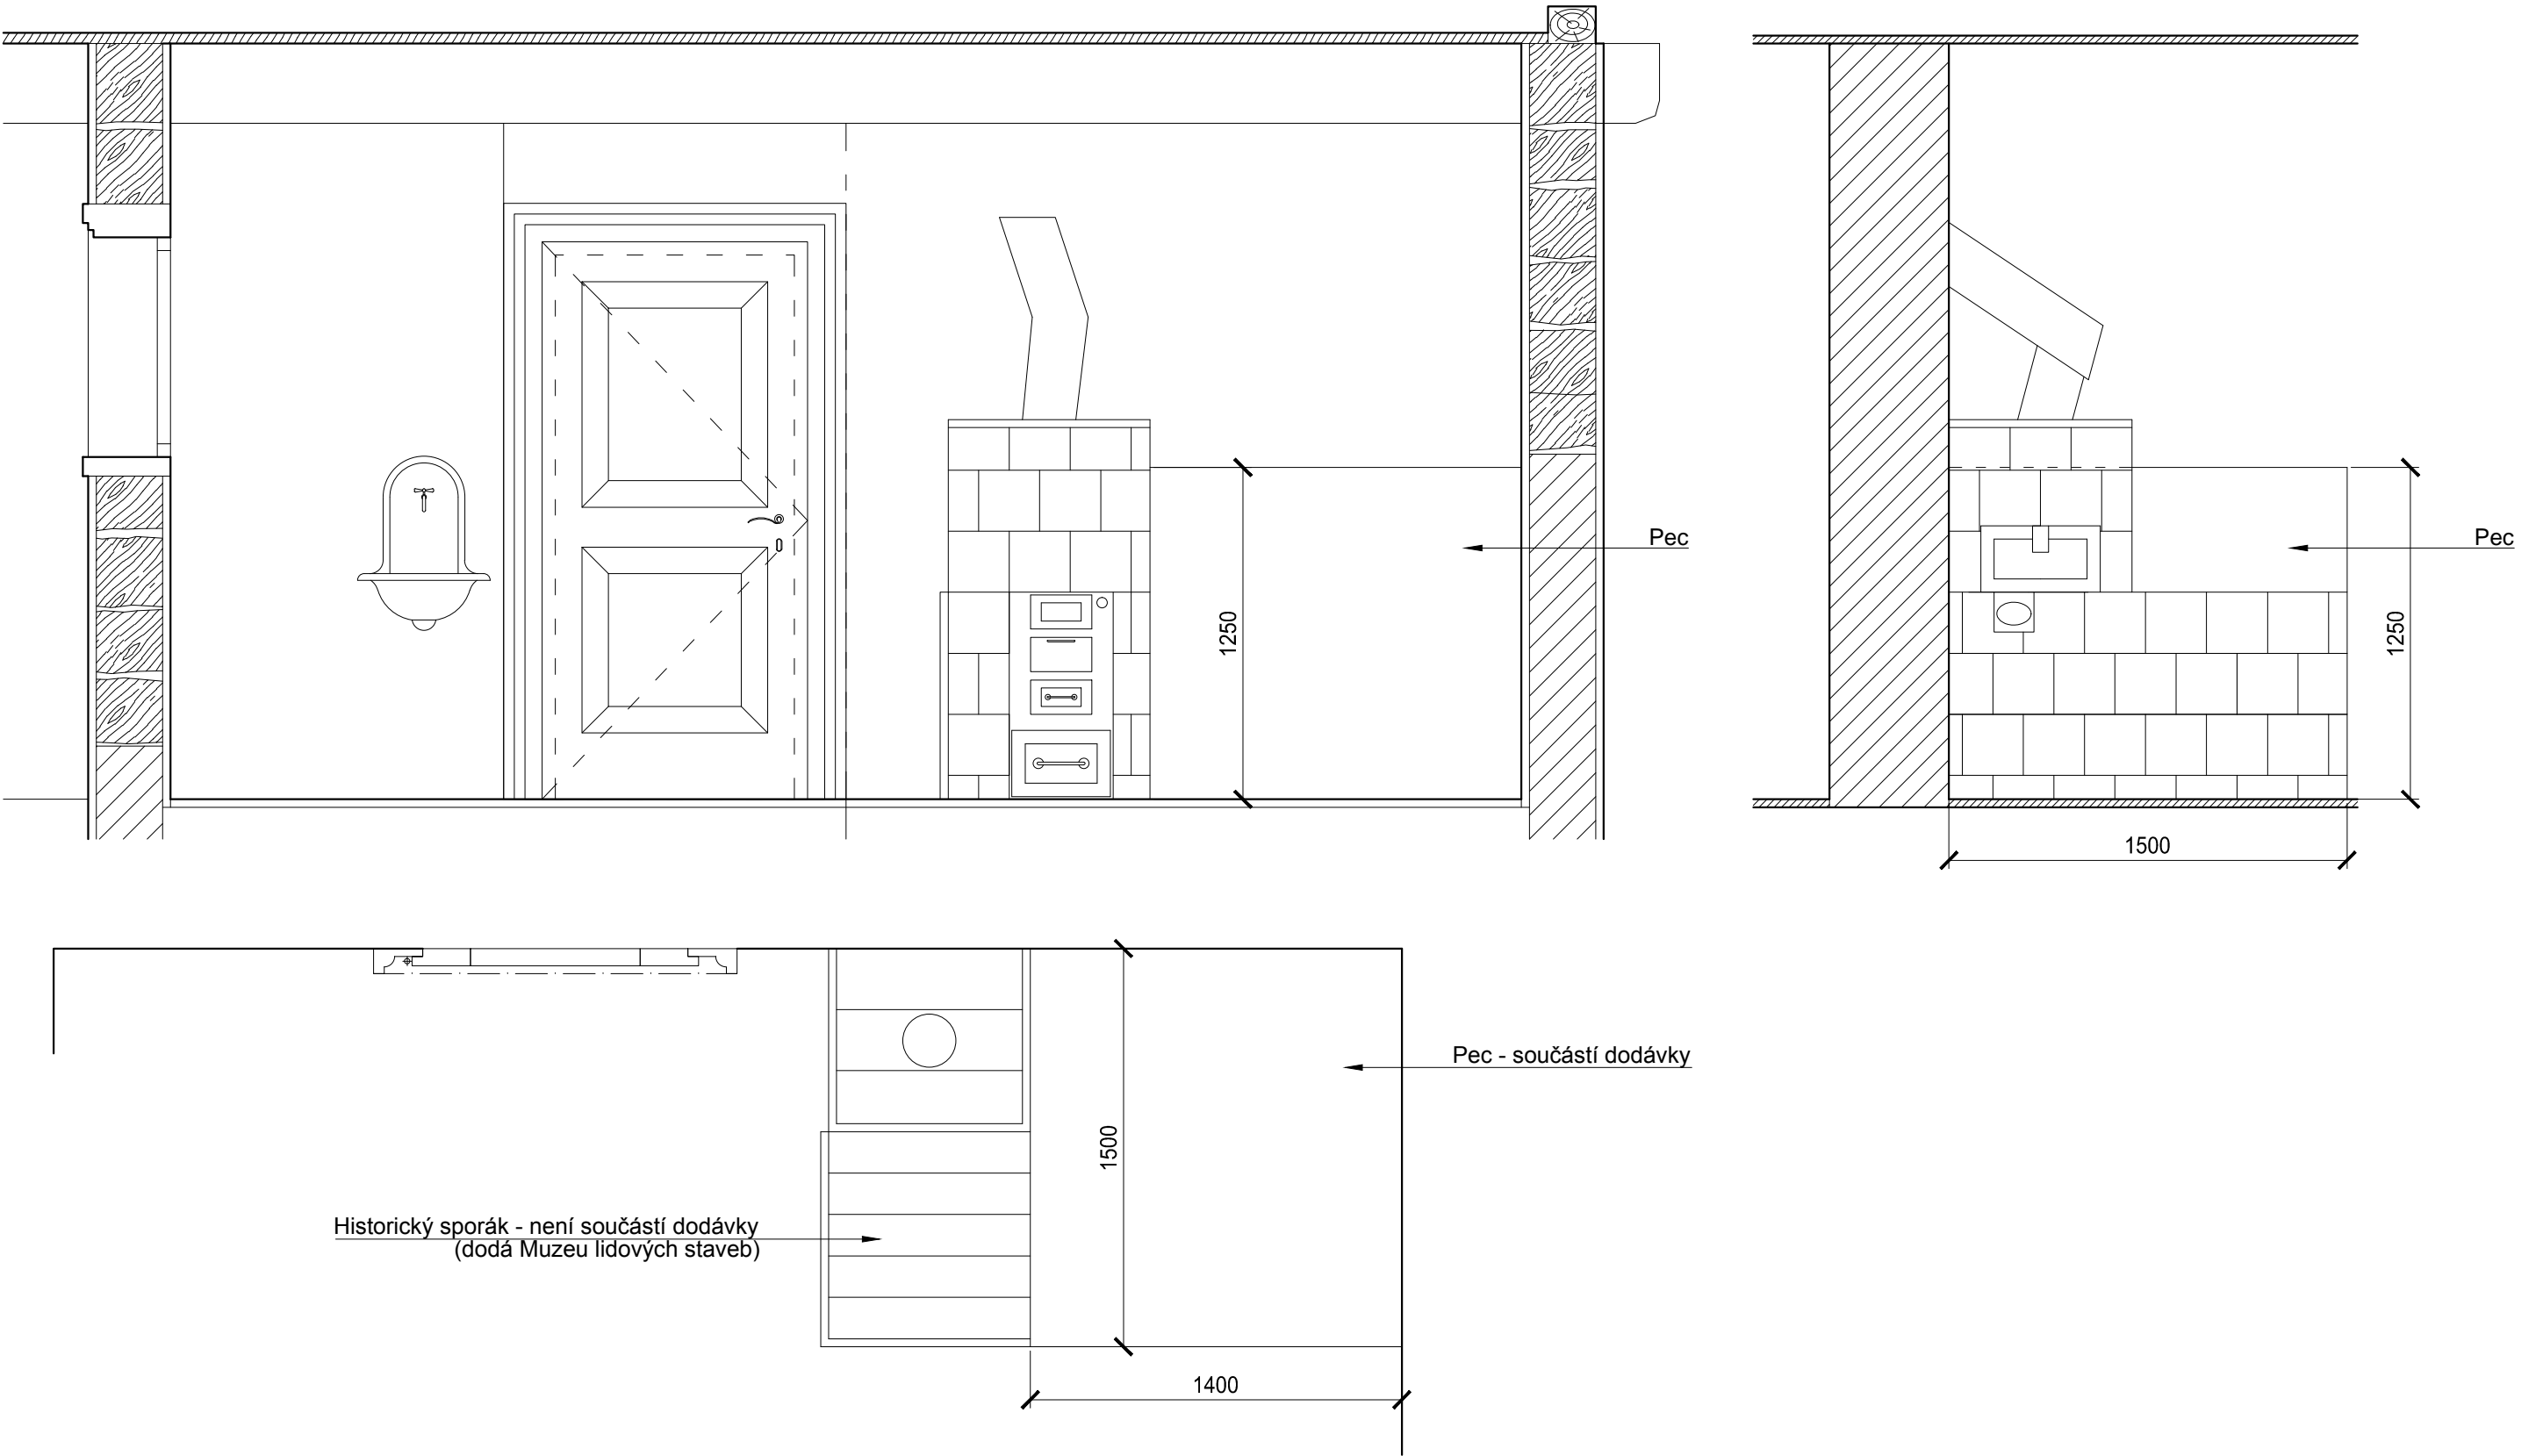 Pec
1250
Pec
1250
1500
Pec - součástí dodávky
1500
Historický sporák - není součástí dodávky
(dodá Muzeu lidových staveb)
1400